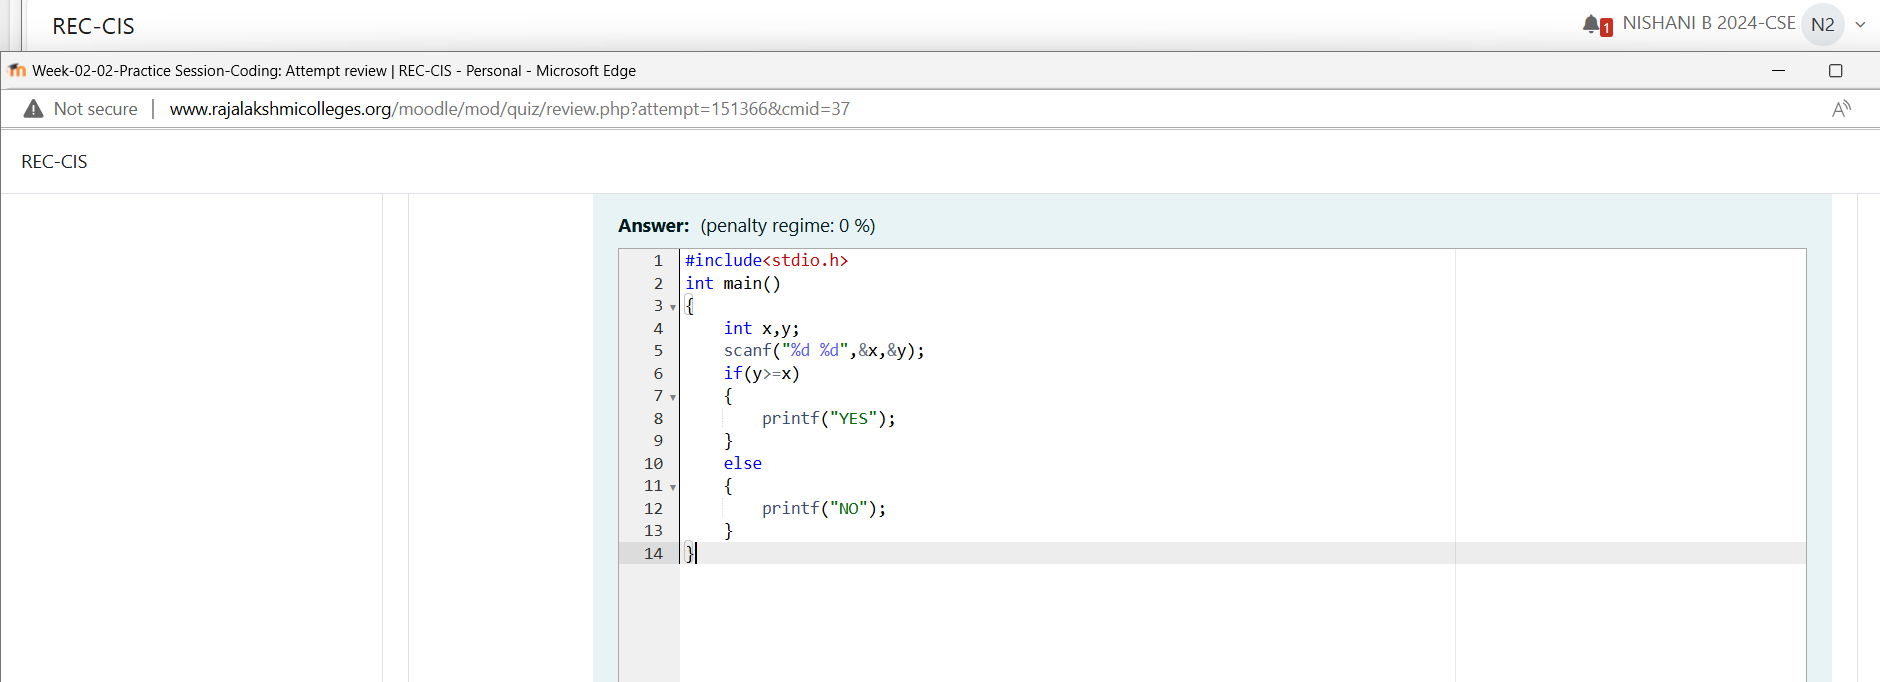 REC-CIS
1 NISHANI B 2024-CSE N2
Week-02-02-Practice Session-Coding: Attempt review | REC-CIS - Personal - Microsoft Edge
Not secure | www.rajalakshmicolleges.org/moodle/mod/quiz/review.php?attempt=151366&cmid=37 A
REC-CIS
Answer: (penalty regime: 0 %)
1 #include<stdio.h>
2 int main()
3 {
4     int x,y;
5     scanf("%d %d",&x,&y);
6     if(y>=x)
7     {
8         printf("YES");
9     }
10     else
11     {
12         printf("NO");
13     }
14 }